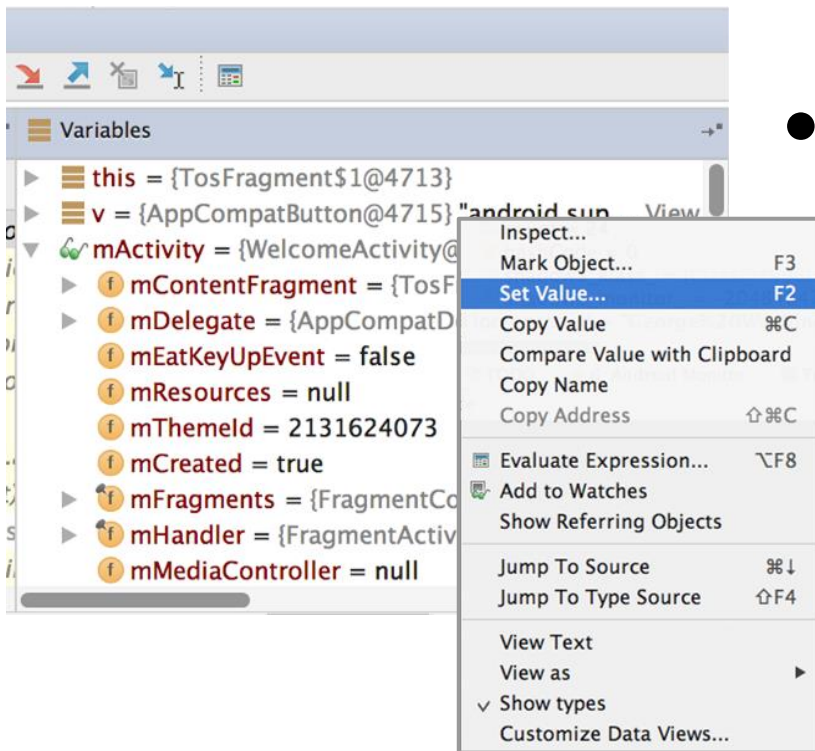 Variables
this = {TosFragment$1@4713}
v = {AppCompatButton@4715} "android.sup... View
mActivity = {WelcomeActivity@
f mContentFragment = {TosF
f mDelegate = {AppCompatD
f mEatKeyUpEvent = false
f mResources = null
f mThemeId = 2131624073
f mCreated = true
f mFragments = {FragmentCo
f mHandler = {FragmentActiv
f mMediaController = null
Inspect...
Mark Object... F3
Set Value... F2
Copy Value ⌘C
Compare Value with Clipboard
Copy Name
Copy Address ⇧⌘C
Evaluate Expression... ⌥F8
Add to Watches
Show Referring Objects
Jump To Source ⌘↓
Jump To Type Source ⇧F4
View Text
View as
Show types
Customize Data Views...